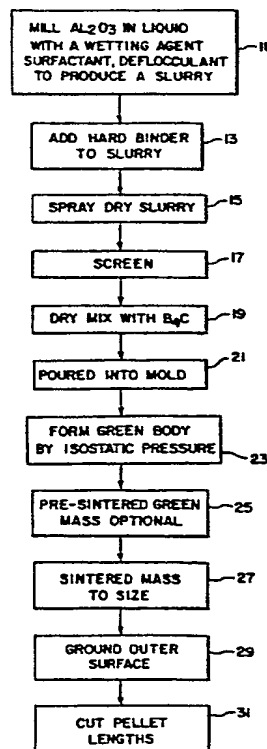 MILL AL2O3 IN LIQUID
WITH A WETTING AGENT
SURFACTANT, DEFLOCCULANT
TO PRODUCE A SLURRY
11
ADD HARD BINDER
TO SLURRY
13
SPRAY DRY SLURRY
15
SCREEN
17
DRY MIX WITH B4C
19
21
POURED INTO MOLD
FORM GREEN BODY
BY ISOSTATIC PRESSURE
23
PRE-SINTERED GREEN
MASS OPTIONAL
25
SINTERED MASS
TO SIZE
27
GROUND OUTER
SURFACE
29
31
CUT PELLET
LENGTHS